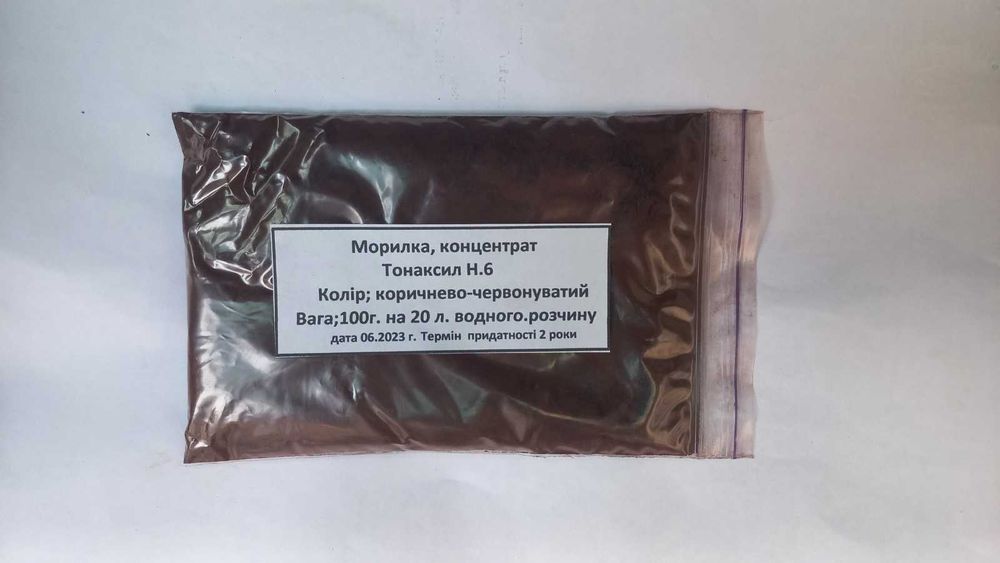 Морилка, концентрат
Тонаксил Н.6
Колір; коричнево-червонуватий
Вага;100г. на 20 л. водного.розчину
дата 06.2023 г. Термін придатності 2 роки